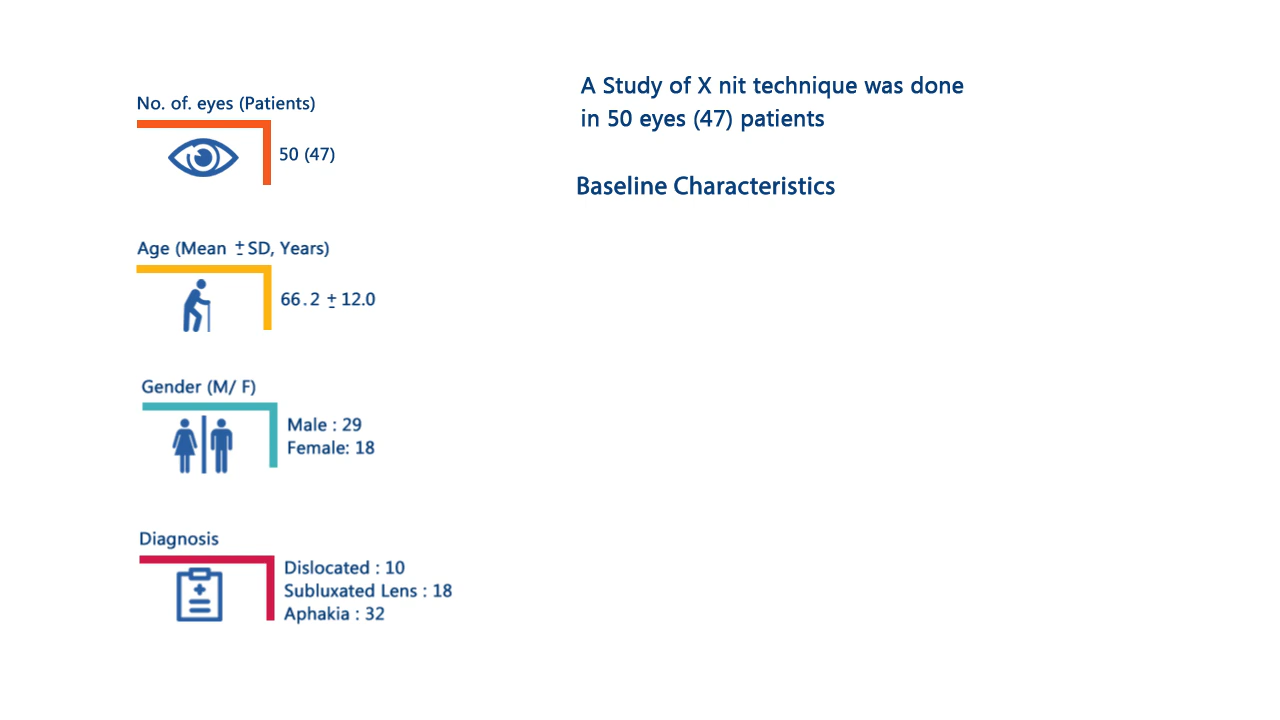 A Study of X nit technique was done
in 50 eyes (47) patients
Baseline Characteristics
No. of. eyes (Patients)
50 (47)
Age (Mean ± SD, Years)
66.2 ± 12.0
Gender (M/ F)
Male : 29
Female: 18
Diagnosis
Dislocated : 10
Subluxated Lens : 18
Aphakia : 32